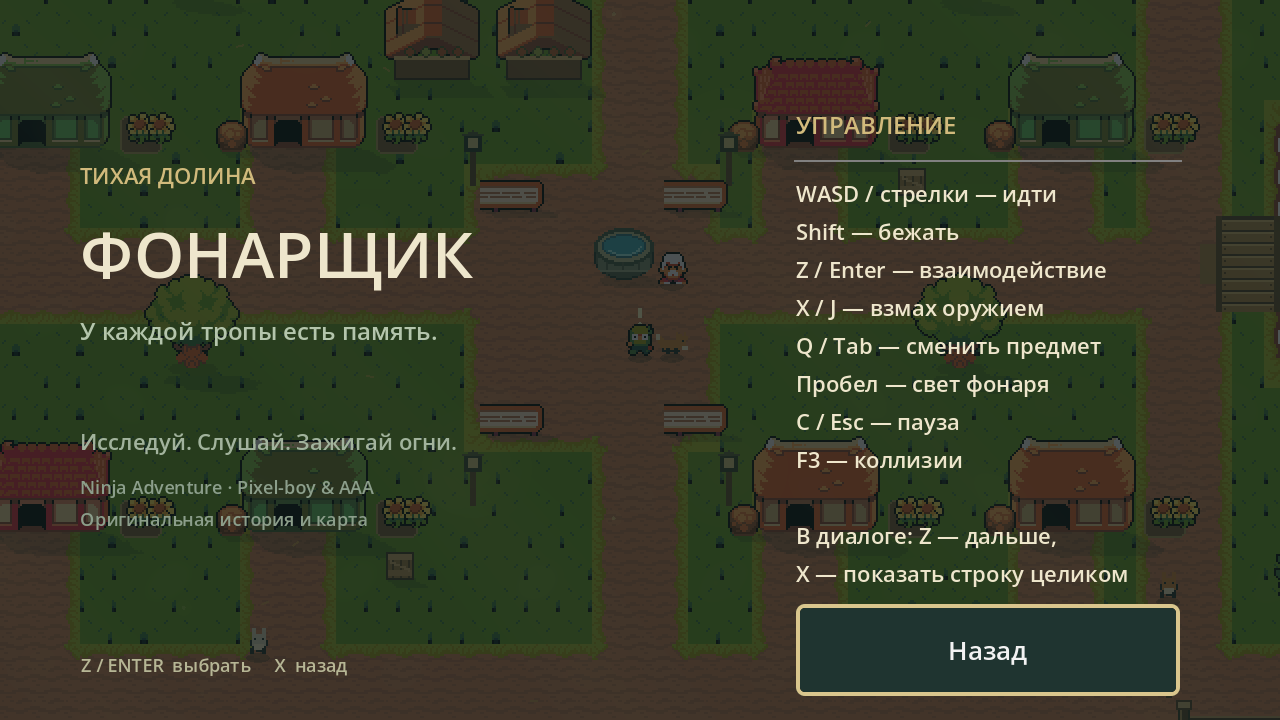 ТИХАЯ ДОЛИНА
ФОНАРЩИК
У каждой тропы есть память.
Исследуй. Слушай. Зажигай огни.
Ninja Adventure · Pixel-boy & AAA
Оригинальная история и карта
Z / ENTER выбрать X назад
УПРАВЛЕНИЕ
WASD / стрелки — идти
Shift — бежать
Z / Enter — взаимодействие
X / J — взмах оружием
Q / Tab — сменить предмет
Пробел — свет фонаря
C / Esc — пауза
F3 — коллизии
В диалоге: Z — дальше,
X — показать строку целиком
Назад